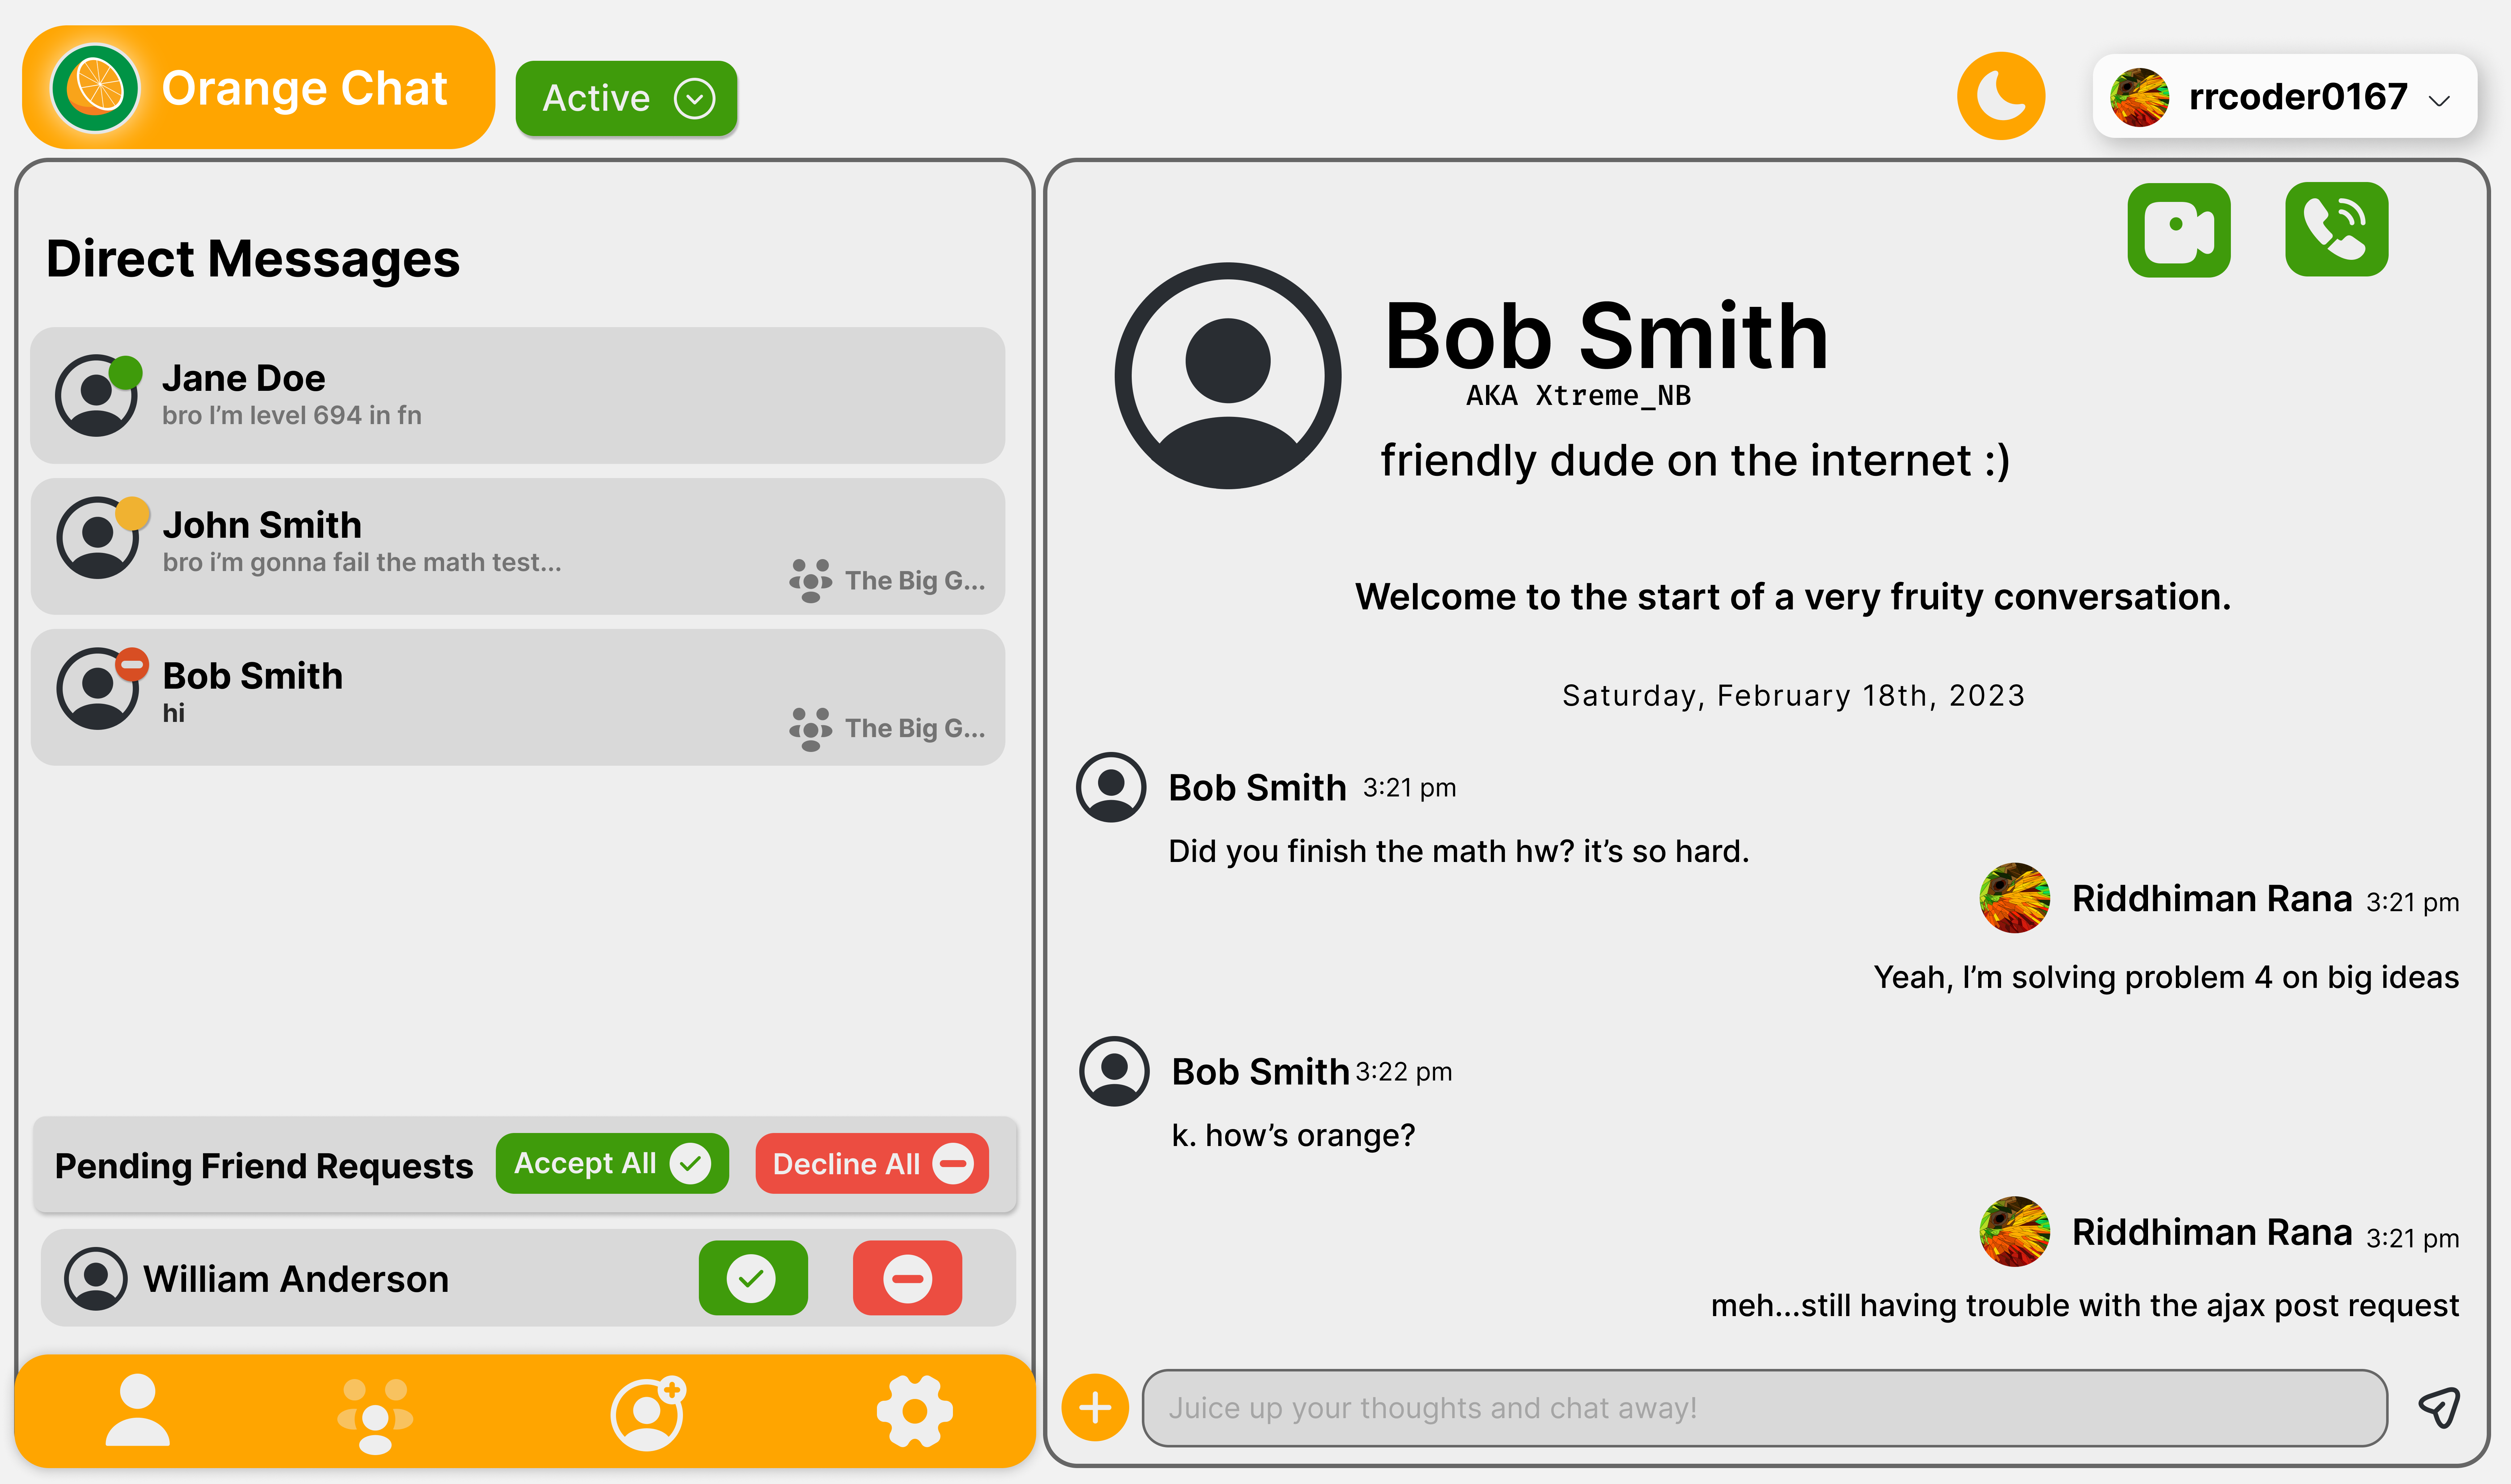 Orange Chat
Active
rrcoder0167
Direct Messages
Jane Doe
bro I’m level 694 in fn
John Smith
bro i’m gonna fail the math test...
The Big G...
Bob Smith
hi
The Big G...
Pending Friend Requests
Accept All
Decline All
William Anderson
Bob Smith
AKA Xtreme_NB
friendly dude on the internet :)
Welcome to the start of a very fruity conversation.
Saturday, February 18th, 2023
Bob Smith 3:21 pm
Did you finish the math hw? it’s so hard.
Riddhiman Rana 3:21 pm
Yeah, I’m solving problem 4 on big ideas
Bob Smith 3:22 pm
k. how’s orange?
Riddhiman Rana 3:21 pm
meh...still having trouble with the ajax post request
Juice up your thoughts and chat away!